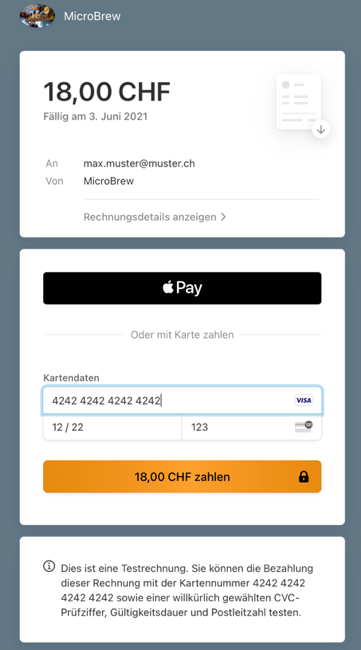 MicroBrew
18,00 CHF
Fällig am 3. Juni 2021
An max.muster@muster.ch
Von MicroBrew
Rechnungsdetails anzeigen
Pay
Oder mit Karte zahlen
Kartendaten
4242 4242 4242 4242 VISA
12 / 22 123
18,00 CHF zahlen
Dies ist eine Testrechnung. Sie können die Bezahlung
dieser Rechnung mit der Kartennummer 4242 4242
4242 4242 sowie einer willkürlich gewählten CVC-
Prüfziffer, Gültigkeitsdauer und Postleitzahl testen.